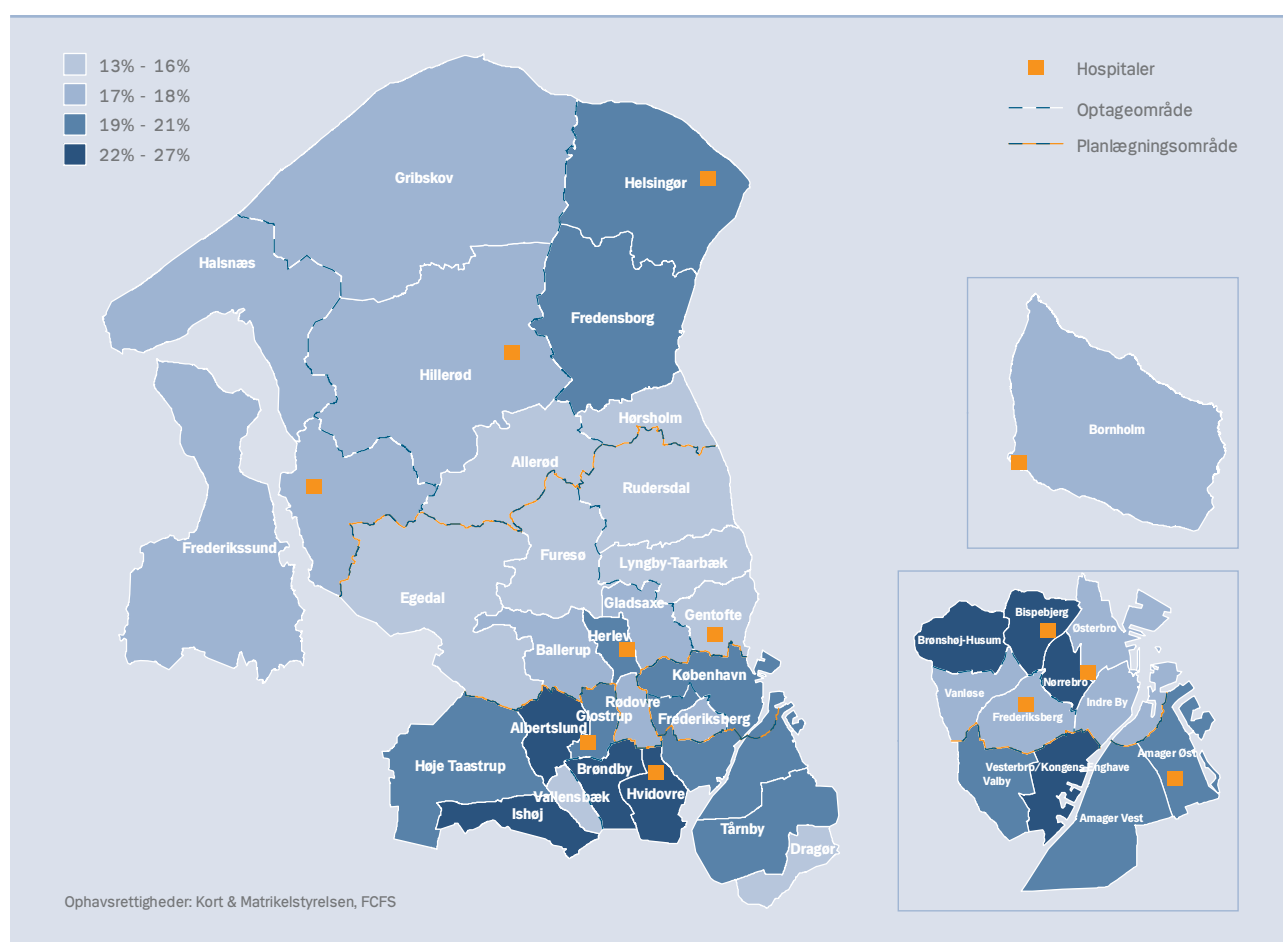 13% - 16%
17% - 18%
19% - 21%
22% - 27%
Hospitaler
Optageområde
Planlægningsområde
Gribskov
Helsingør
Halsnæs
Fredensborg
Hillerød
Hørsholm
Allerød
Rudersdal
Frederikssund
Furesø
Lyngby-Taarbæk
Egedal
Gladsaxe
Gentofte
Herlev
Ballerup
København
Rødovre
Glostrup
Frederiksberg
Albertslund
Høje Taastrup
Brøndby
Vallensbæk
Hvidovre
Ishøj
Tårnby
Dragør
Bornholm
Bispebjerg
Østerbro
Brønshøj-Husum
Nørrebro
Vanløse
Indre By
Frederiksberg
Amager Øst
Vesterbro/Kongens Enghave
Valby
Amager Vest
Ophavsrettigheder: Kort & Matrikelstyrelsen, FCFS